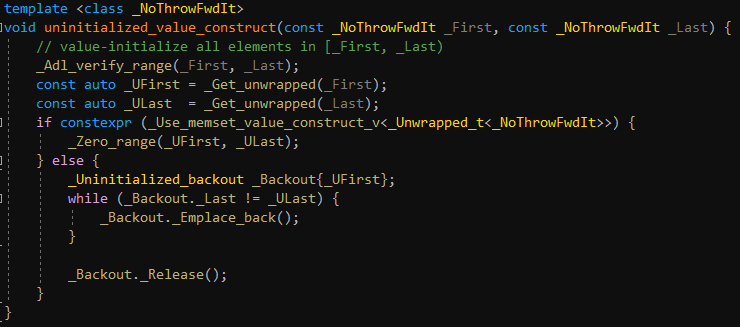 template <class _NoThrowFwdIt>
void uninitialized_value_construct(const _NoThrowFwdIt _First, const _NoThrowFwdIt _Last) {
    // value-initialize all elements in [_First, _Last)
    _Adl_verify_range(_First, _Last);
    const auto _UFirst = _Get_unwrapped(_First);
    const auto _ULast  = _Get_unwrapped(_Last);
    if constexpr (_Use_memset_value_construct_v<_Unwrapped_t<_NoThrowFwdIt>>) {
        _Zero_range(_UFirst, _ULast);
    } else {
        _Uninitialized_backout _Backout{_UFirst};
        while (_Backout._Last != _ULast) {
            _Backout._Emplace_back();
        }

        _Backout._Release();
    }
}